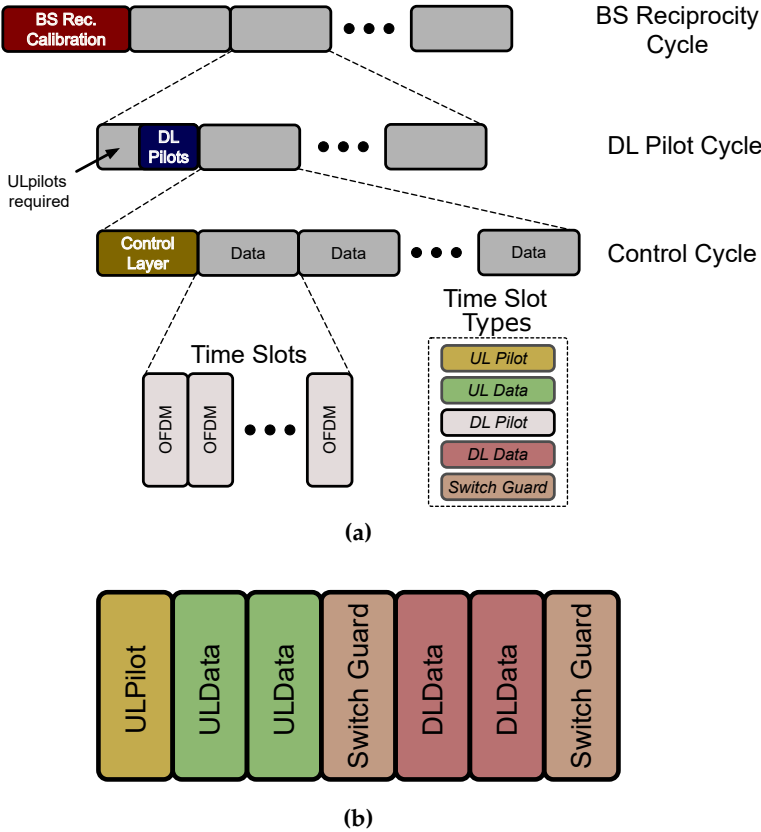 BS Rec.
Calibration
BS Reciprocity
Cycle
DL
Pilots
DL Pilot Cycle
ULpilots
required
Control
Layer
Data
Data
Data
Control Cycle
Time Slot
Types
Time Slots
UL Pilot
UL Data
DL Pilot
DL Data
Switch Guard
OFDM
OFDM
OFDM
(a)
ULPilot
ULData
ULData
Switch Guard
DLData
DLData
Switch Guard
(b)